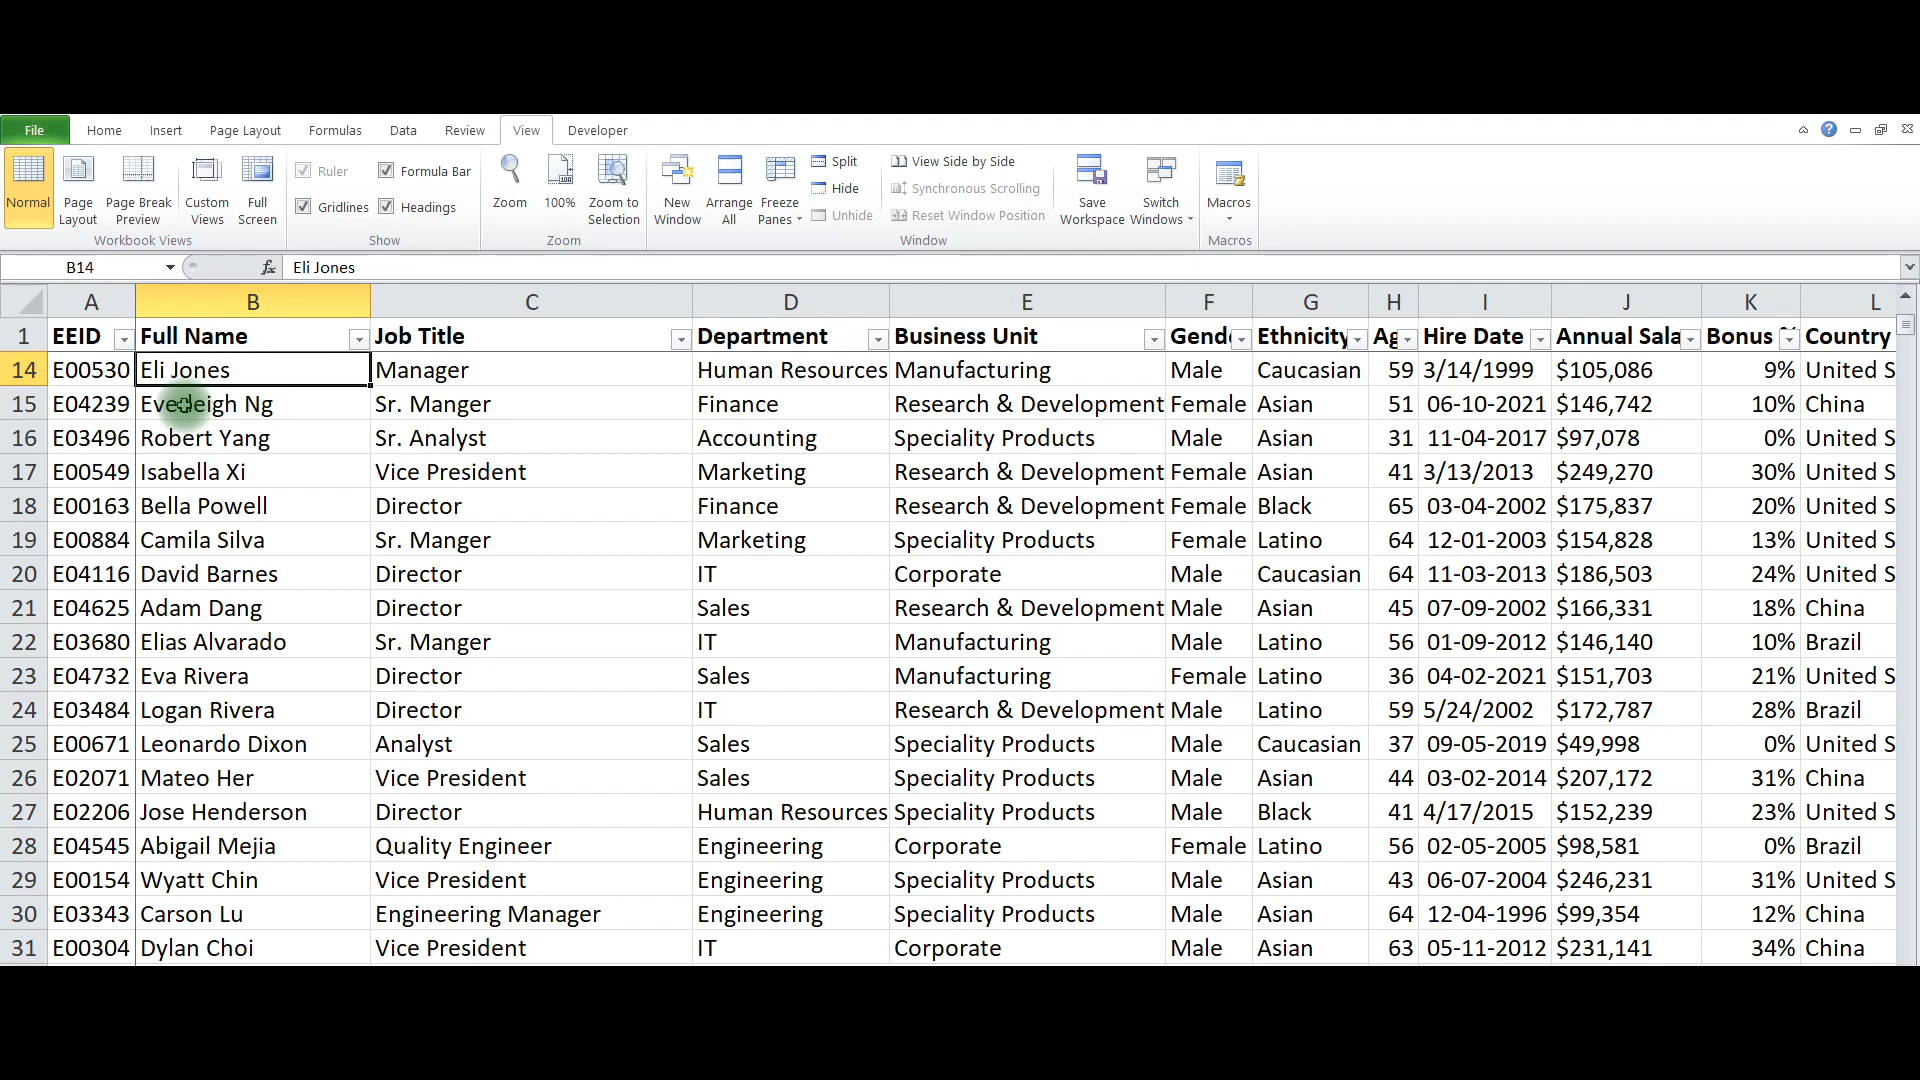 File Home Insert Page Layout Formulas Data Review View Developer
Normal Page Layout Page Break Preview Custom Views Full Screen
Workbook Views
Ruler Formula Bar
Gridlines Headings
Show
Zoom 100% Zoom to Selection
Zoom
New Window Arrange All Freeze Panes
Split
Hide
Unhide
View Side by Side
Synchronous Scrolling
Reset Window Position
Window
Save Workspace Switch Windows
Macros
Macros
B14 fx Eli Jones
A B C D E F G H I J K L
1 EEID Full Name Job Title Department Business Unit Gend Ethnicity Ag Hire Date Annual Sala Bonus % Country
14 E00530 Eli Jones Manager Human Resources Manufacturing Male Caucasian 59 3/14/1999 $105,086 9% United S
15 E04239 Eveleigh Ng Sr. Manger Finance Research & Development Female Asian 51 06-10-2021 $146,742 10% China
16 E03496 Robert Yang Sr. Analyst Accounting Speciality Products Male Asian 31 11-04-2017 $97,078 0% United S
17 E00549 Isabella Xi Vice President Marketing Research & Development Female Asian 41 3/13/2013 $249,270 30% United S
18 E00163 Bella Powell Director Finance Research & Development Female Black 65 03-04-2002 $175,837 20% United S
19 E00884 Camila Silva Sr. Manger Marketing Speciality Products Female Latino 64 12-01-2003 $154,828 13% United S
20 E04116 David Barnes Director IT Corporate Male Caucasian 64 11-03-2013 $186,503 24% United S
21 E04625 Adam Dang Director Sales Research & Development Male Asian 45 07-09-2002 $166,331 18% China
22 E03680 Elias Alvarado Sr. Manger IT Manufacturing Male Latino 56 01-09-2012 $146,140 10% Brazil
23 E04732 Eva Rivera Director Sales Manufacturing Female Latino 36 04-02-2021 $151,703 21% United S
24 E03484 Logan Rivera Director IT Research & Development Male Latino 59 5/24/2002 $172,787 28% Brazil
25 E00671 Leonardo Dixon Analyst Sales Speciality Products Male Caucasian 37 09-05-2019 $49,998 0% United S
26 E02071 Mateo Her Vice President Sales Speciality Products Male Asian 44 03-02-2014 $207,172 31% China
27 E02206 Jose Henderson Director Human Resources Speciality Products Male Black 41 4/17/2015 $152,239 23% United S
28 E04545 Abigail Mejia Quality Engineer Engineering Corporate Female Latino 56 02-05-2005 $98,581 0% Brazil
29 E00154 Wyatt Chin Vice President Engineering Speciality Products Male Asian 43 06-07-2004 $246,231 31% United S
30 E03343 Carson Lu Engineering Manager Engineering Speciality Products Male Asian 64 12-04-1996 $99,354 12% China
31 E00304 Dylan Choi Vice President IT Corporate Male Asian 63 05-11-2012 $231,141 34% China